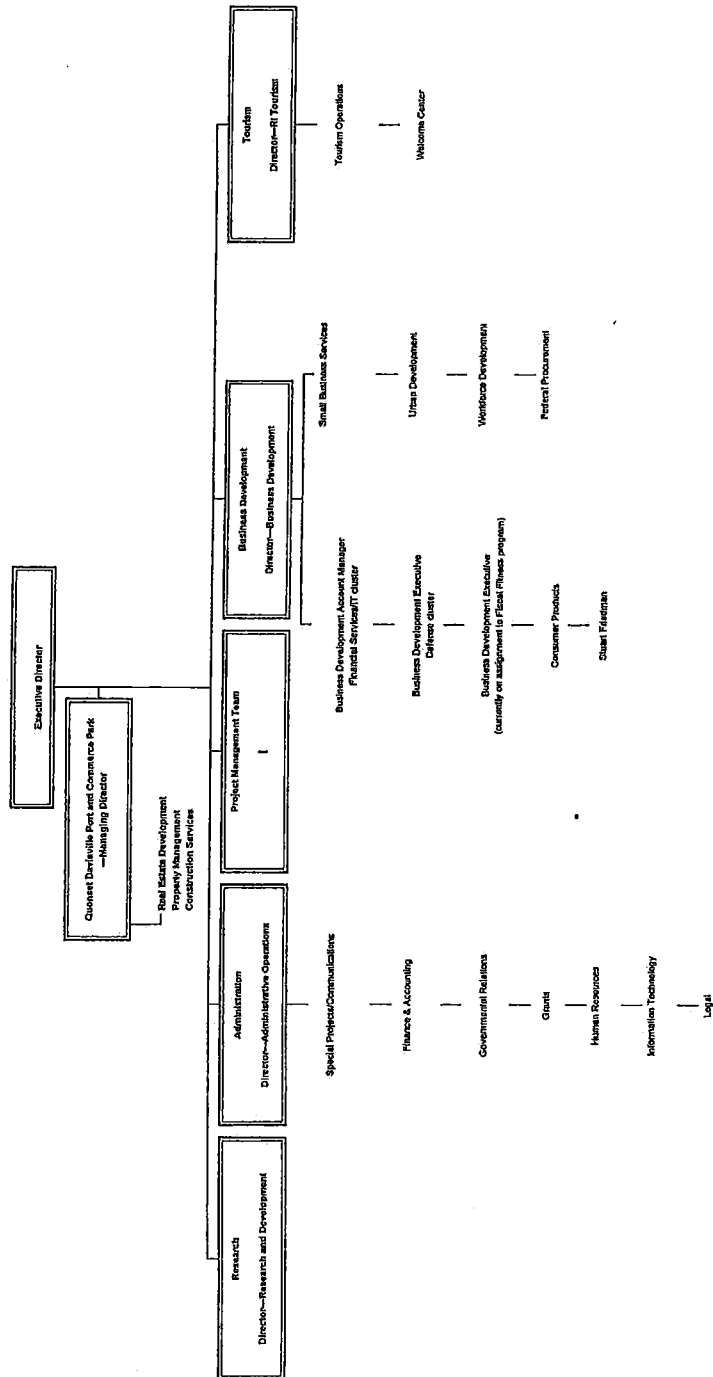 Executive Director
Quonset Davisville Port and Commerce Park
—Managing Director
Real Estate Development
Property Management
Construction Services
Research
Director—Research and Development
Administration
Director—Administrative Operations
Special Projects/Communications
Finance & Accounting
Governmental Relations
Grants
Human Resources
Information Technology
Legal
Project Management Team
Business Development
Director—Business Development
Business Development Account Manager
Financial Services/IT cluster
Business Development Executive
Defense cluster
Business Development Executive
(currently on assignment to Fiscal Fitness program)
Consumer Products
Stuart Friedman
Small Business Services
Urban Development
Workforce Development
Federal Procurement
Tourism
Director—RI Tourism
Tourism Operations
Welcome Center